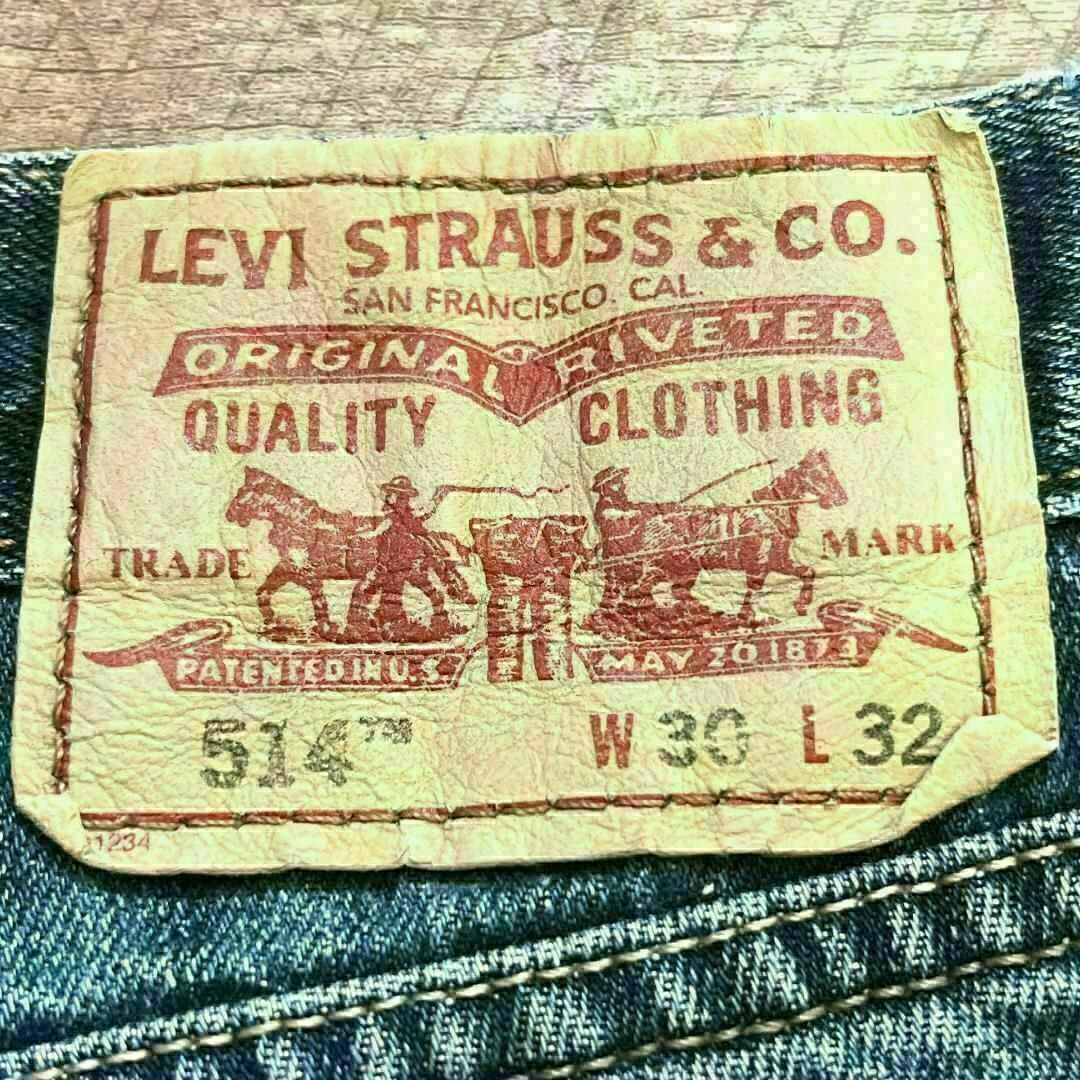 LEVI STRAUSS & CO.
SAN FRANCISCO. CAL.
ORIGINAL RIVETED
QUALITY CLOTHING
TRADE MARK
PATENTED IN U.S. MAY 20 1873
514™ W 30 L 32
1234